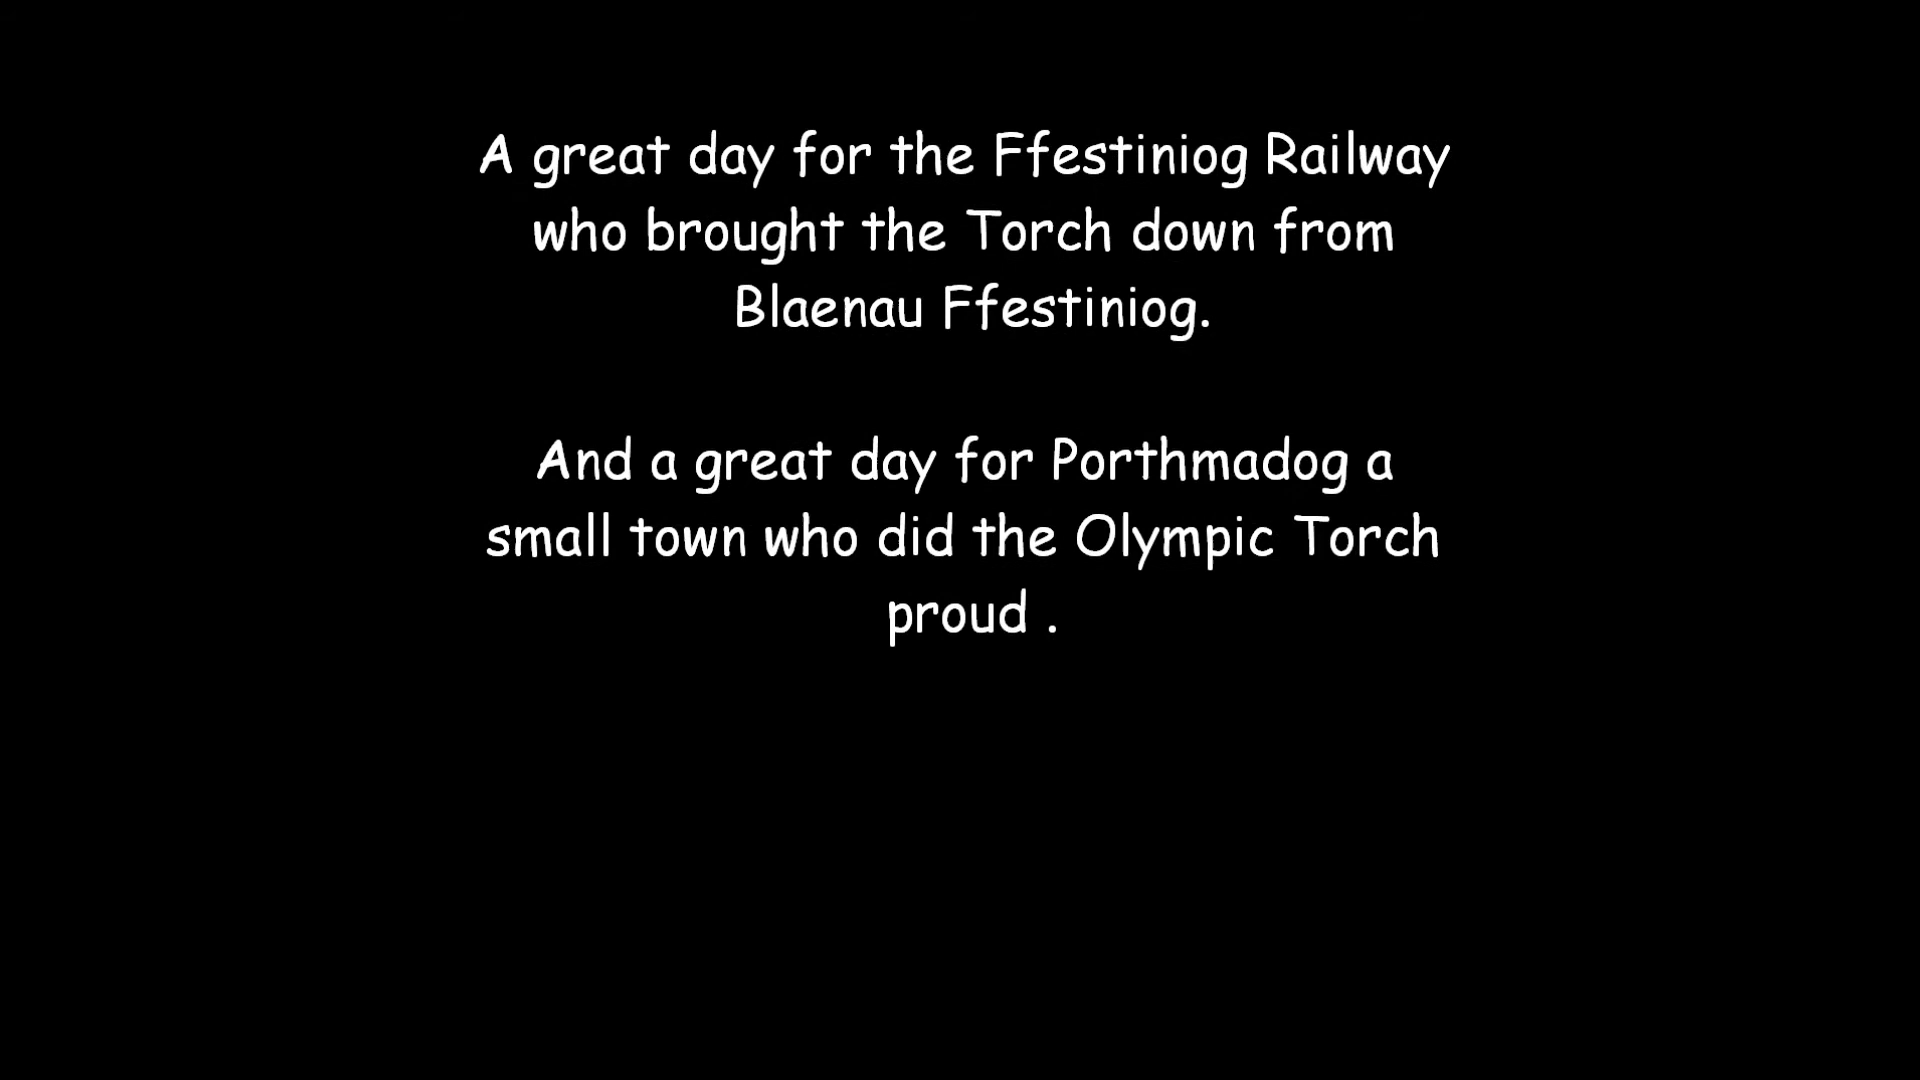 A great day for the Ffestiniog Railway
who brought the Torch down from
Blaenau Ffestiniog.
And a great day for Porthmadog a
small town who did the Olympic Torch
proud .